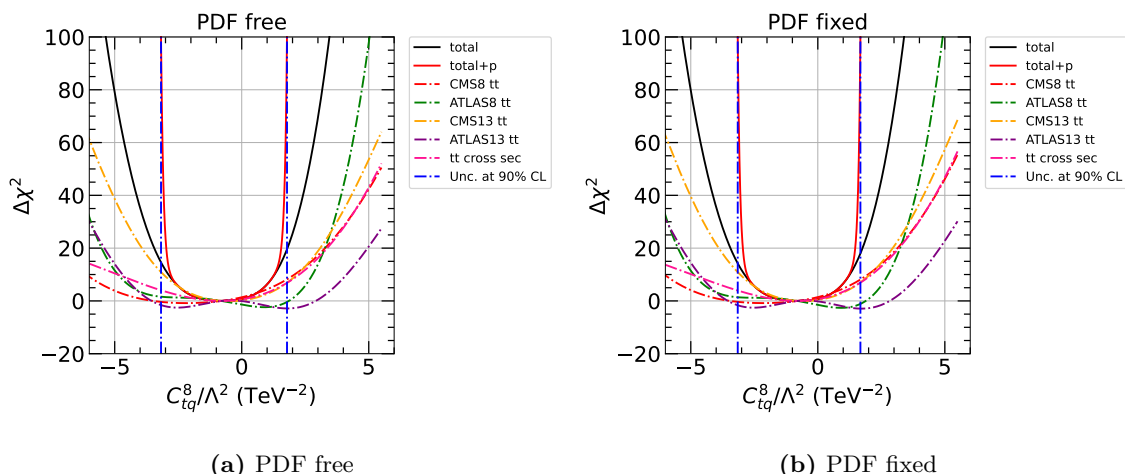 PDF free
100
80
60
40
20
0
−20
Δχ²
−5
0
5
C⁸ₜq/Λ² (TeV⁻²)
total
total+p
CMS8 tt
ATLAS8 tt
CMS13 tt
ATLAS13 tt
tt cross sec
Unc. at 90% CL
(a) PDF free
PDF fixed
100
80
60
40
20
0
−20
Δχ²
−5
0
5
C⁸ₜq/Λ² (TeV⁻²)
total
total+p
CMS8 tt
ATLAS8 tt
CMS13 tt
ATLAS13 tt
tt cross sec
Unc. at 90% CL
(b) PDF fixed